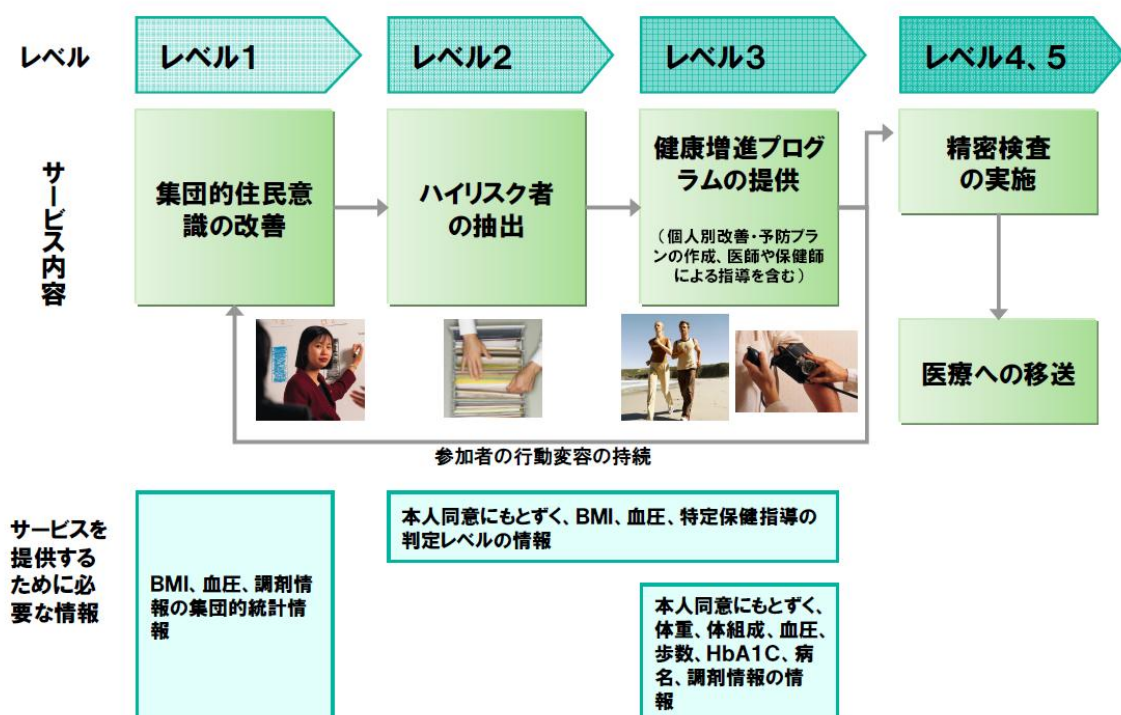 レベル
レベル1
レベル2
レベル3
レベル4、5
サービス内容
集団的住民意
識の改善
ハイリスク者
の抽出
健康増進プログ
ラムの提供
（個人別改善・予防プラ
ンの作成、医師や保健師
による指導を含む）
精密検査
の実施
医療への移送
参加者の行動変容の持続
サービスを
提供する
ために必
要な情報
BMI、血圧、調剤情
報の集団的統計情
報
本人同意にもとずく、BMI、血圧、特定保健指導の
判定レベルの情報
本人同意にもとずく、
体重、体組成、血圧、
歩数、HbA1C、病
名、調剤情報の情
報